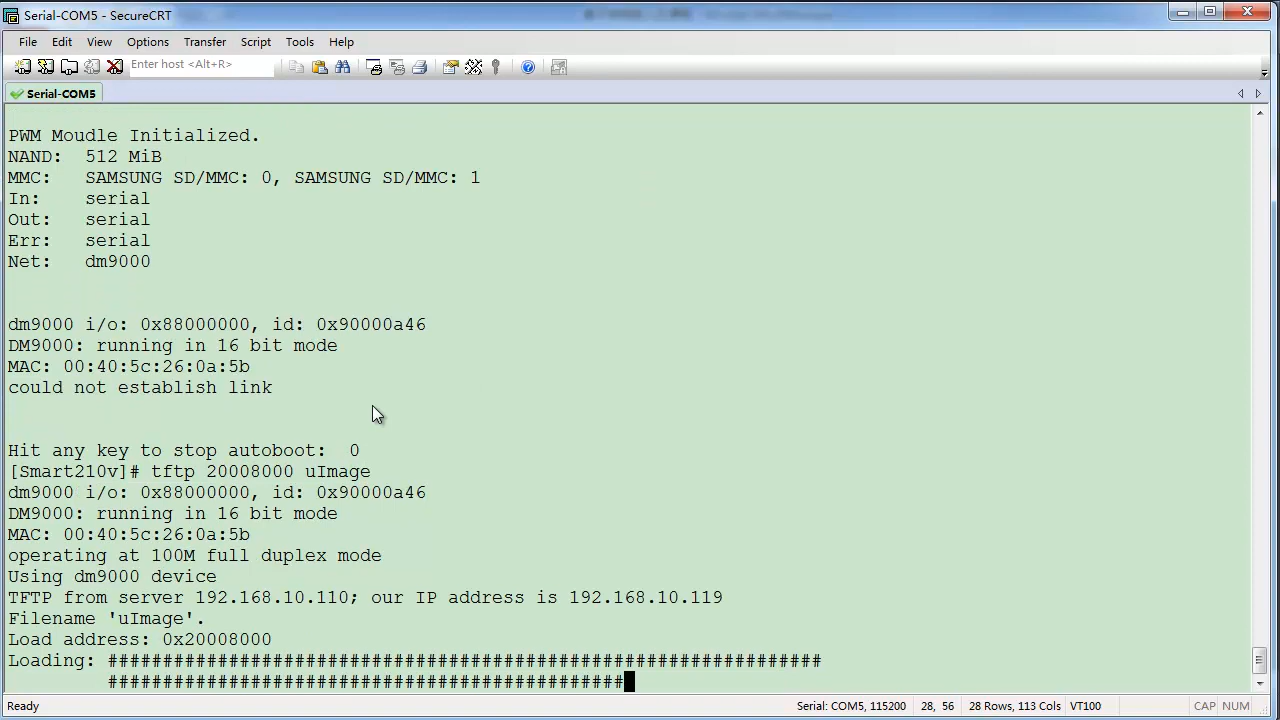 Serial-COM5 - SecureCRT
File Edit View Options Transfer Script Tools Help
Enter host <Alt+R>
Serial-COM5
PWM Moudle Initialized.
NAND:  512 MiB
MMC:   SAMSUNG SD/MMC: 0, SAMSUNG SD/MMC: 1
In:    serial
Out:   serial
Err:   serial
Net:   dm9000
dm9000 i/o: 0x88000000, id: 0x90000a46
DM9000: running in 16 bit mode
MAC: 00:40:5c:26:0a:5b
could not establish link
Hit any key to stop autoboot:  0
[Smart210v]# tftp 20008000 uImage
dm9000 i/o: 0x88000000, id: 0x90000a46
DM9000: running in 16 bit mode
MAC: 00:40:5c:26:0a:5b
operating at 100M full duplex mode
Using dm9000 device
TFTP from server 192.168.10.110; our IP address is 192.168.10.119
Filename 'uImage'.
Load address: 0x20008000
Loading: #################################################################
###############################################
Ready Serial: COM5, 115200 28, 56 28 Rows, 113 Cols VT100 CAP NUM